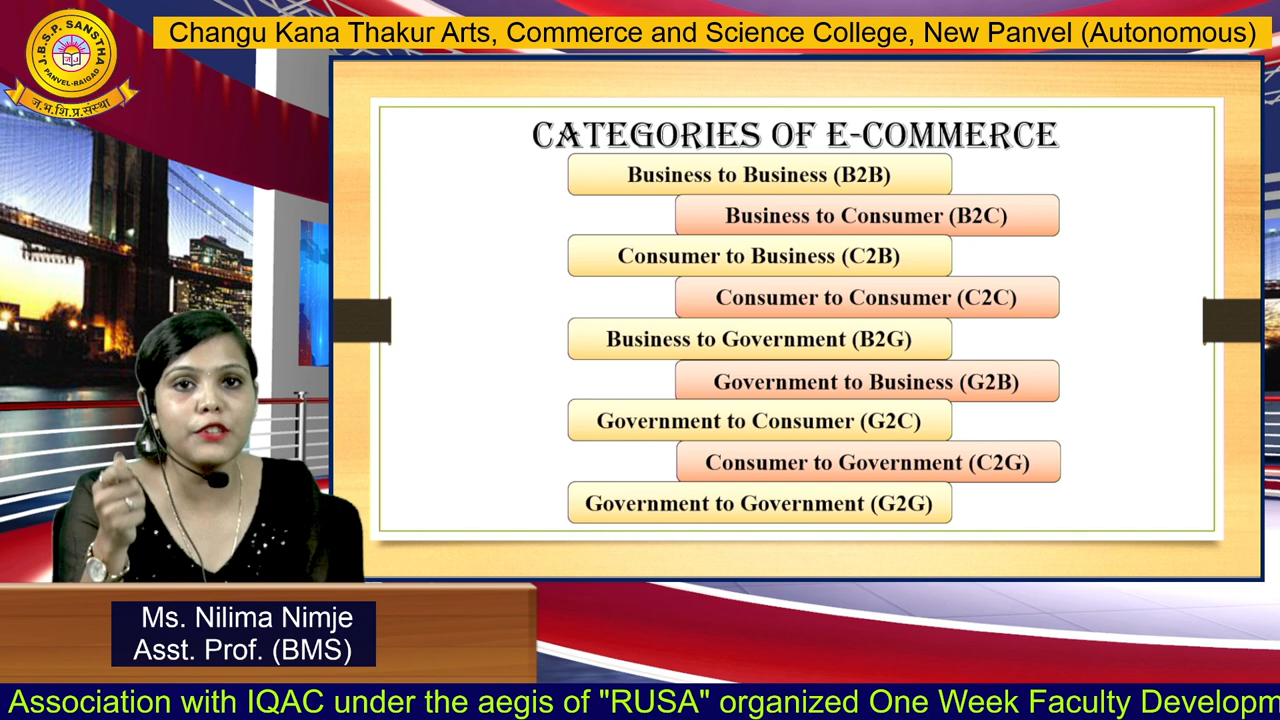 J.B.S.P. SANSTHA
PANVEL-RAIGAD
ज.भ.शि.प्र.संस्था
Changu Kana Thakur Arts, Commerce and Science College, New Panvel (Autonomous)
CATEGORIES OF E-COMMERCE
Business to Business (B2B)
Business to Consumer (B2C)
Consumer to Business (C2B)
Consumer to Consumer (C2C)
Business to Government (B2G)
Government to Business (G2B)
Government to Consumer (G2C)
Consumer to Government (C2G)
Government to Government (G2G)
Ms. Nilima Nimje
Asst. Prof. (BMS)
Association with IQAC under the aegis of "RUSA" organized One Week Faculty Developm